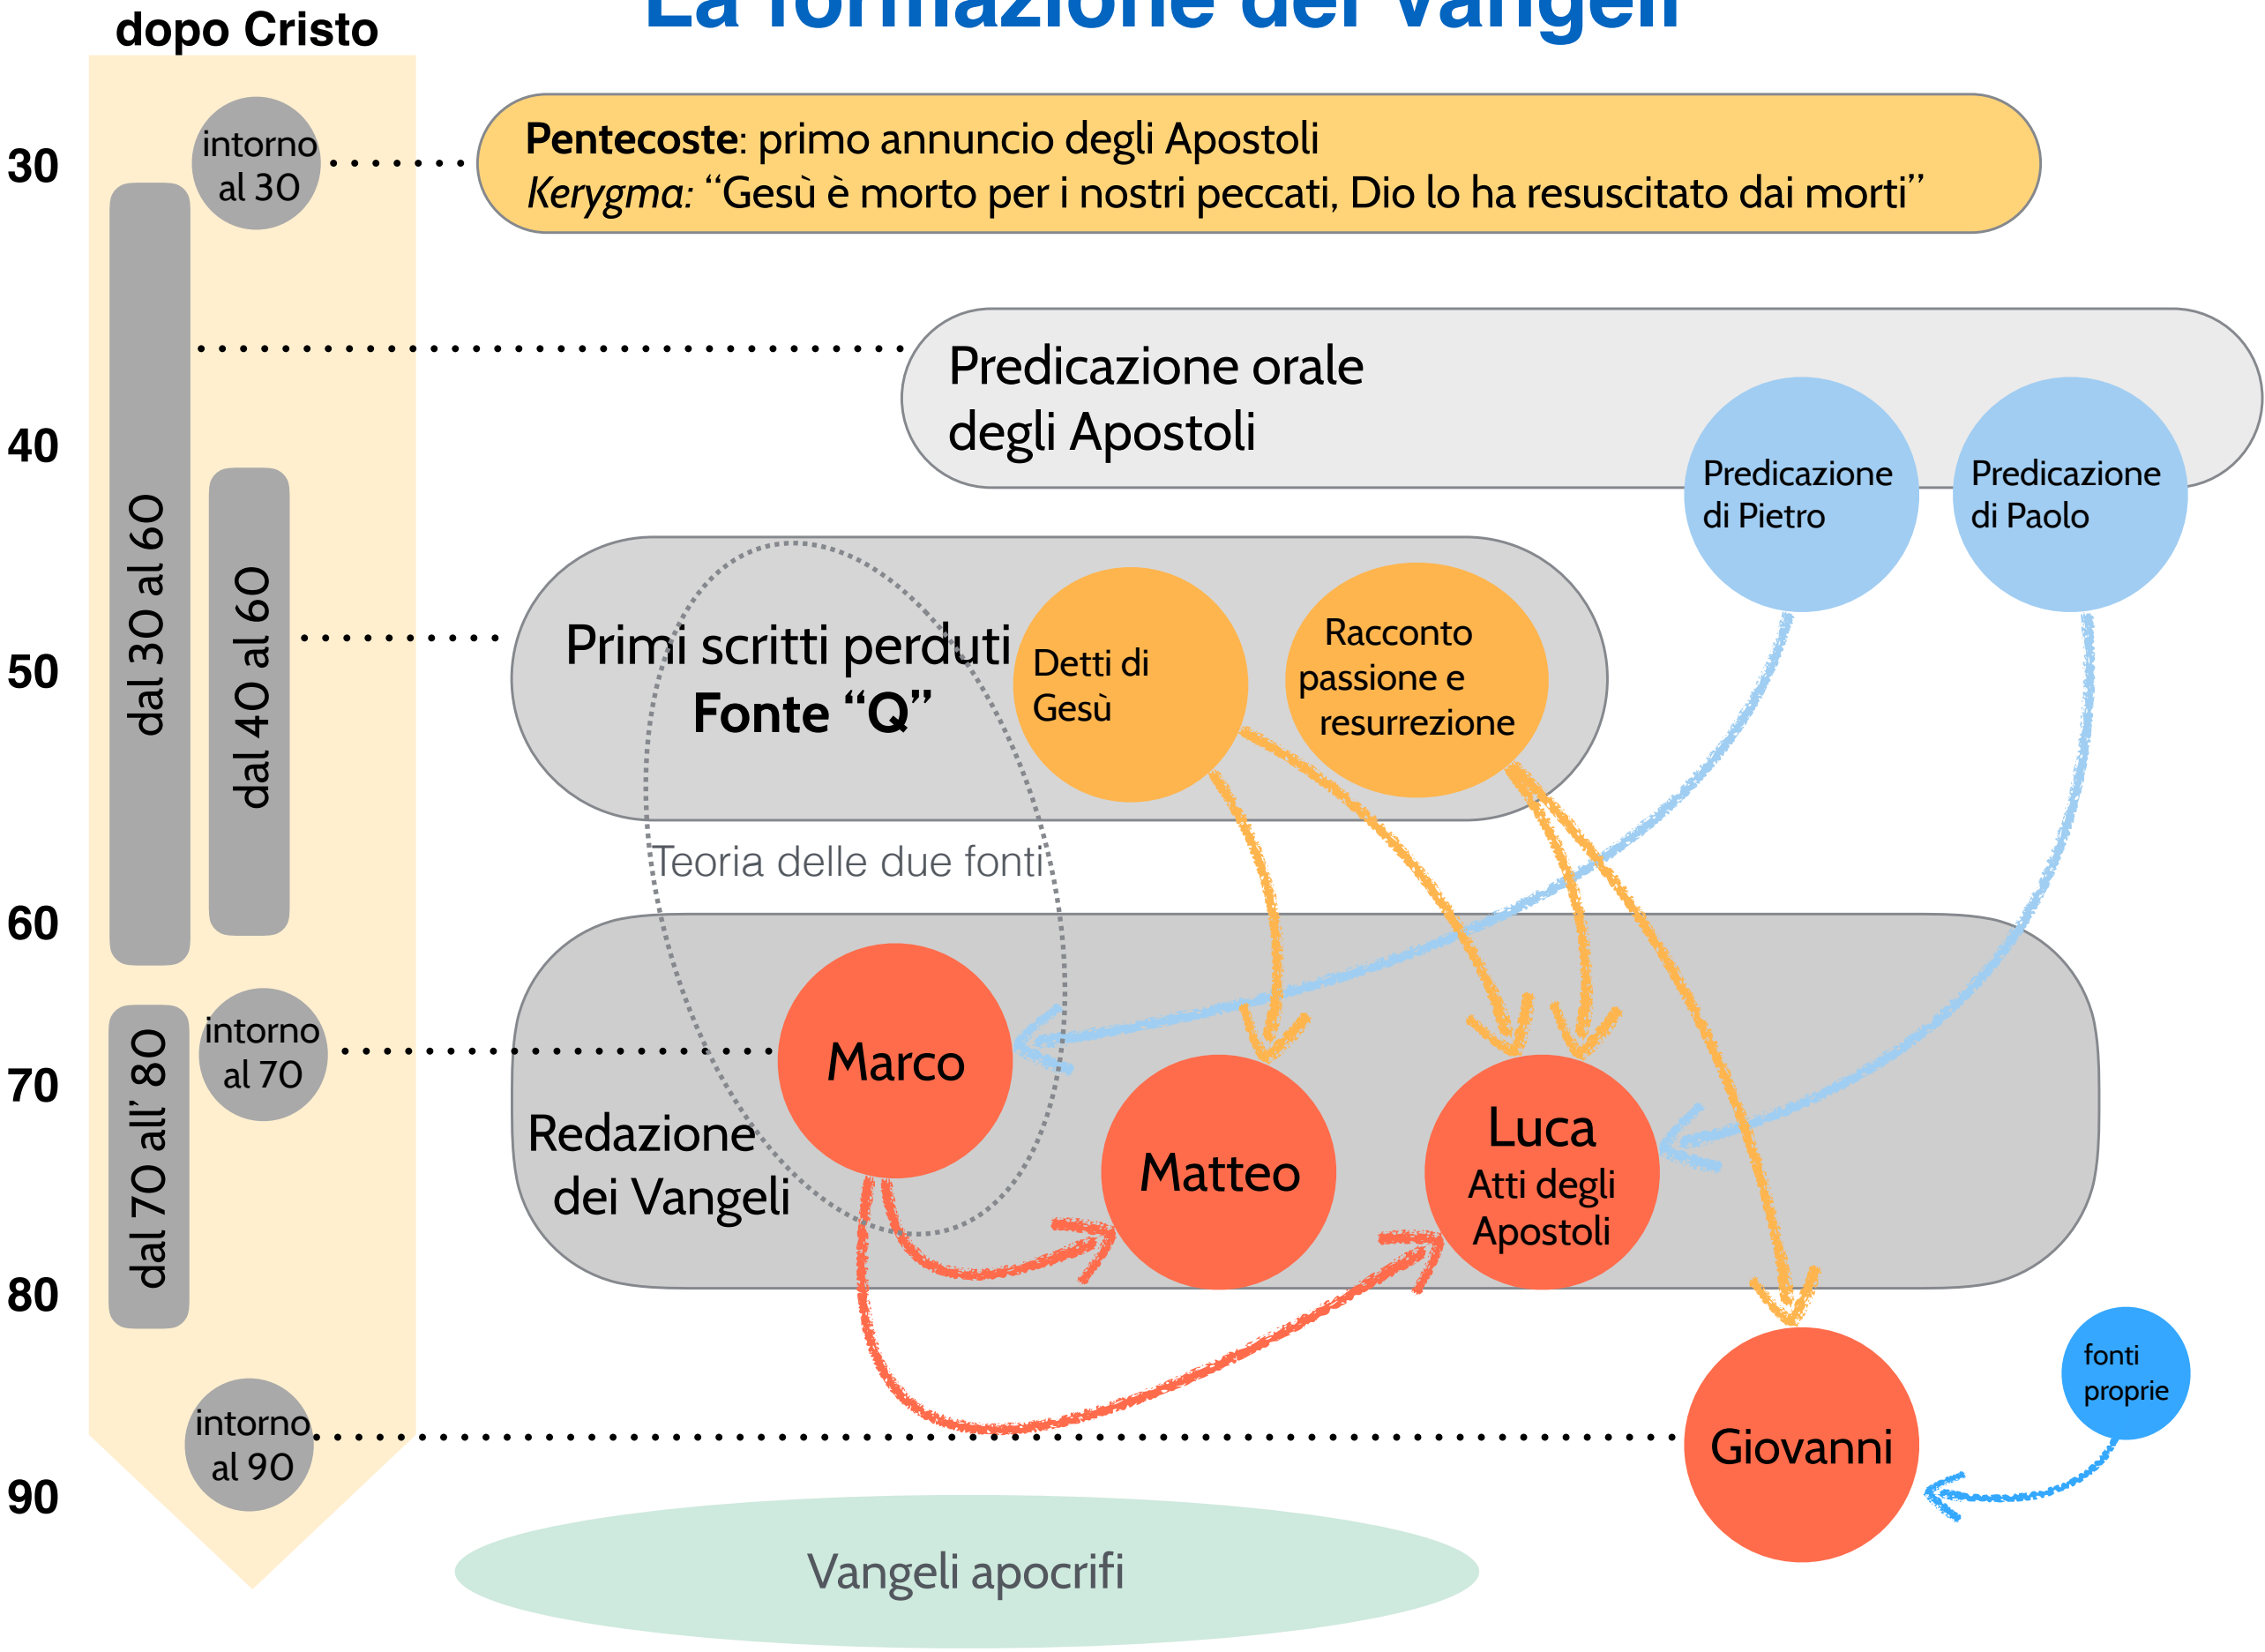 La formazione dei Vangeli
dopo Cristo
30
intorno
al 30
Pentecoste: primo annuncio degli Apostoli
Kerygma: “Gesù è morto per i nostri peccati, Dio lo ha resuscitato dai morti”
dal 30 al 60
Predicazione orale
degli Apostoli
40
Predicazione
di Pietro
Predicazione
di Paolo
dal 40 al 60
50
Primi scritti perduti
Fonte “Q”
Detti di
Gesù
Racconto
passione e
resurrezione
Teoria delle due fonti
60
intorno
al 70
70
dal 70 all’ 80
Marco
Redazione
dei Vangeli
Matteo
Luca
Atti degli
Apostoli
80
fonti
proprie
intorno
al 90
Giovanni
90
Vangeli apocrifi